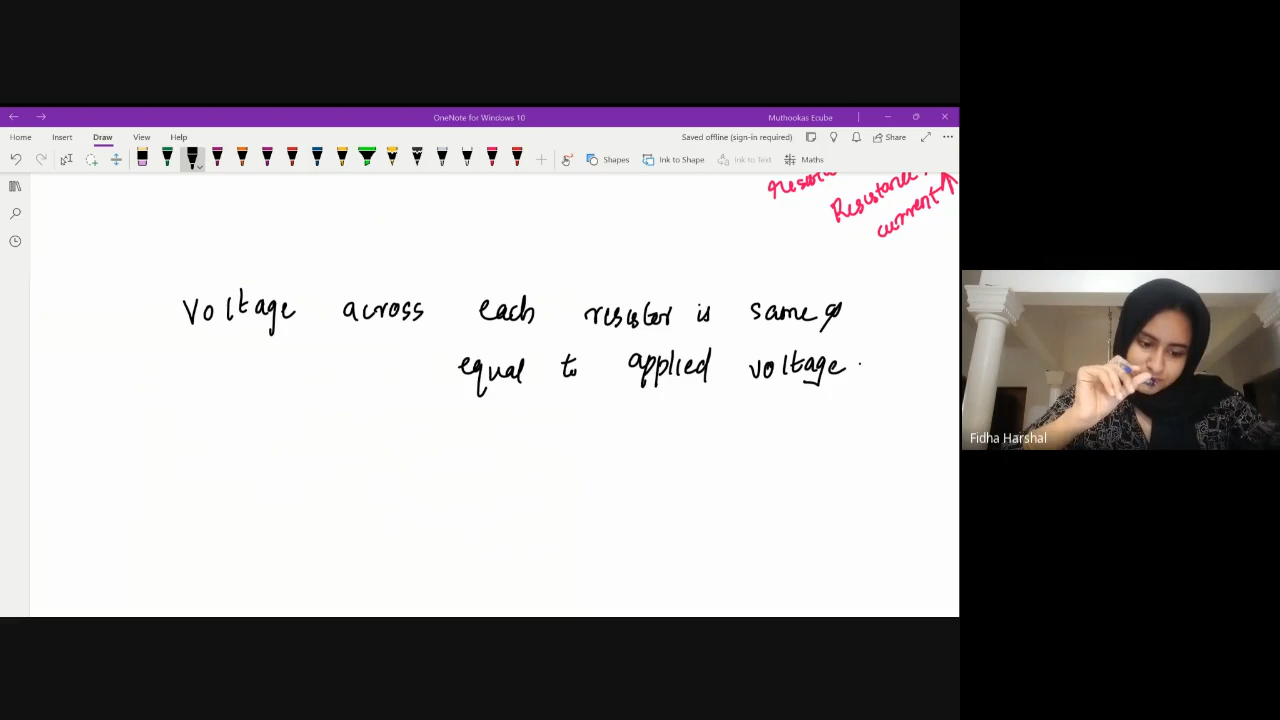 OneNote for Windows 10
Muthookas Ecube
Home Insert Draw View Help
Saved offline (sign-in required)
Share
Shapes
Ink to Shape
Ink to Text
Maths
Resistance
current
Voltage across each resistor is same &
equal to applied voltage.
Fidha Harshal